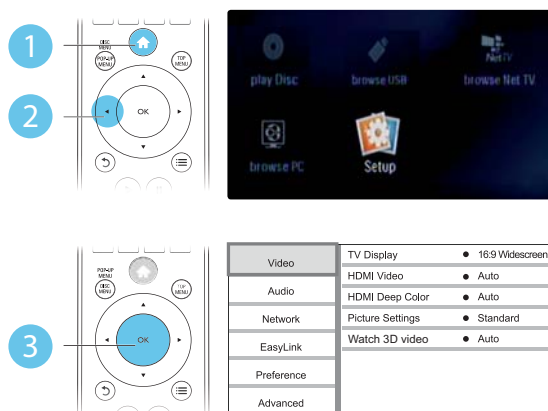 1
DISC
MENU
POP-UP
MENU
TOP
MENU
2
OK
play Disc
browse USB
Net TV
browse Net TV
browse PC
Setup
3
POP-UP
MENU
DISC
MENU
TOP
MENU
OK
Video
Audio
Network
EasyLink
Preference
Advanced
TV Display ● 16:9 Widescreen
HDMI Video ● Auto
HDMI Deep Color ● Auto
Picture Settings ● Standard
Watch 3D video ● Auto